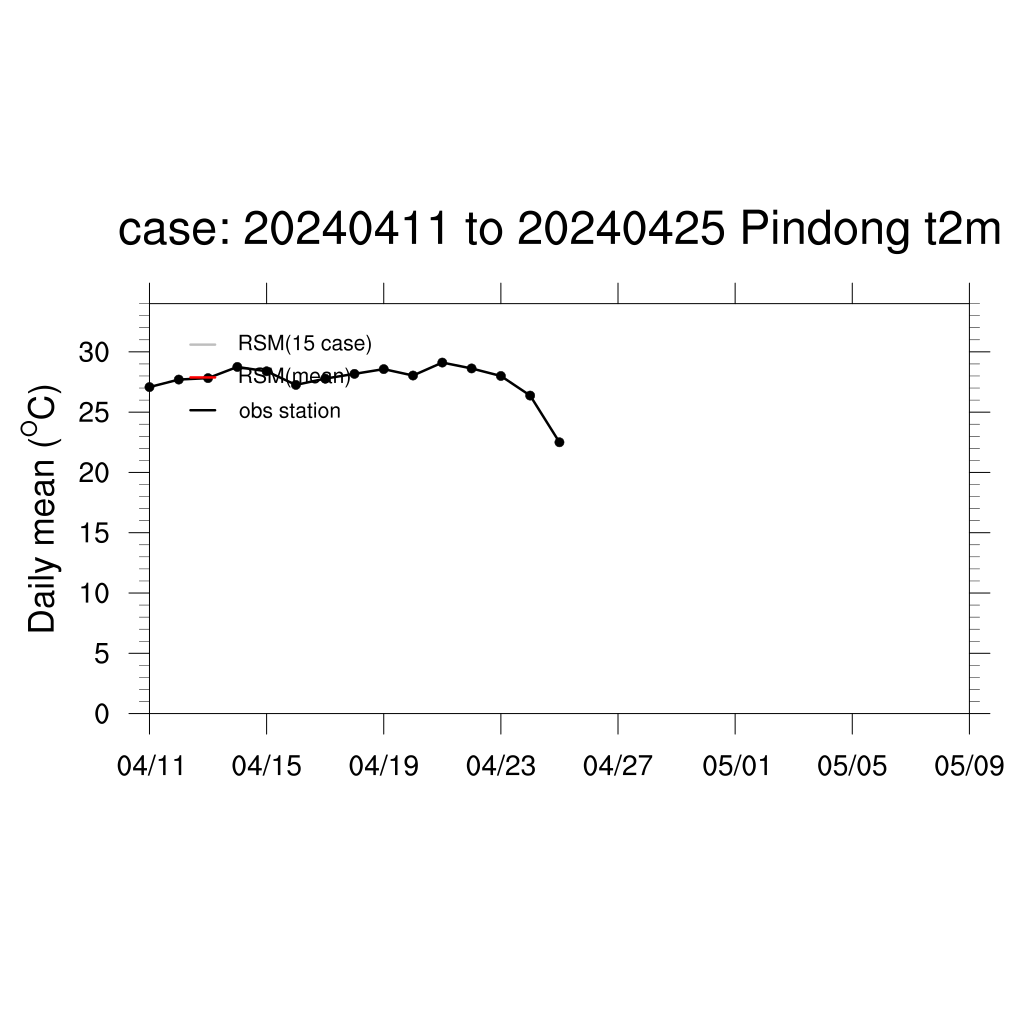 case: 20240411 to 20240425 Pindong t2m
RSM(15 case)
RSM(mean)
obs station
Daily mean (°C)
30
25
20
15
10
5
0
04/11 04/15 04/19 04/23 04/27 05/01 05/05 05/09